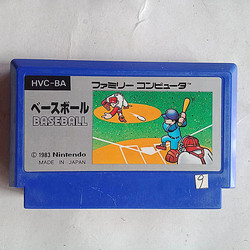 HVC-BA
ファミリーコンピュータ
ベースボール
BASEBALL
© 1983 Nintendo
MADE IN JAPAN
9